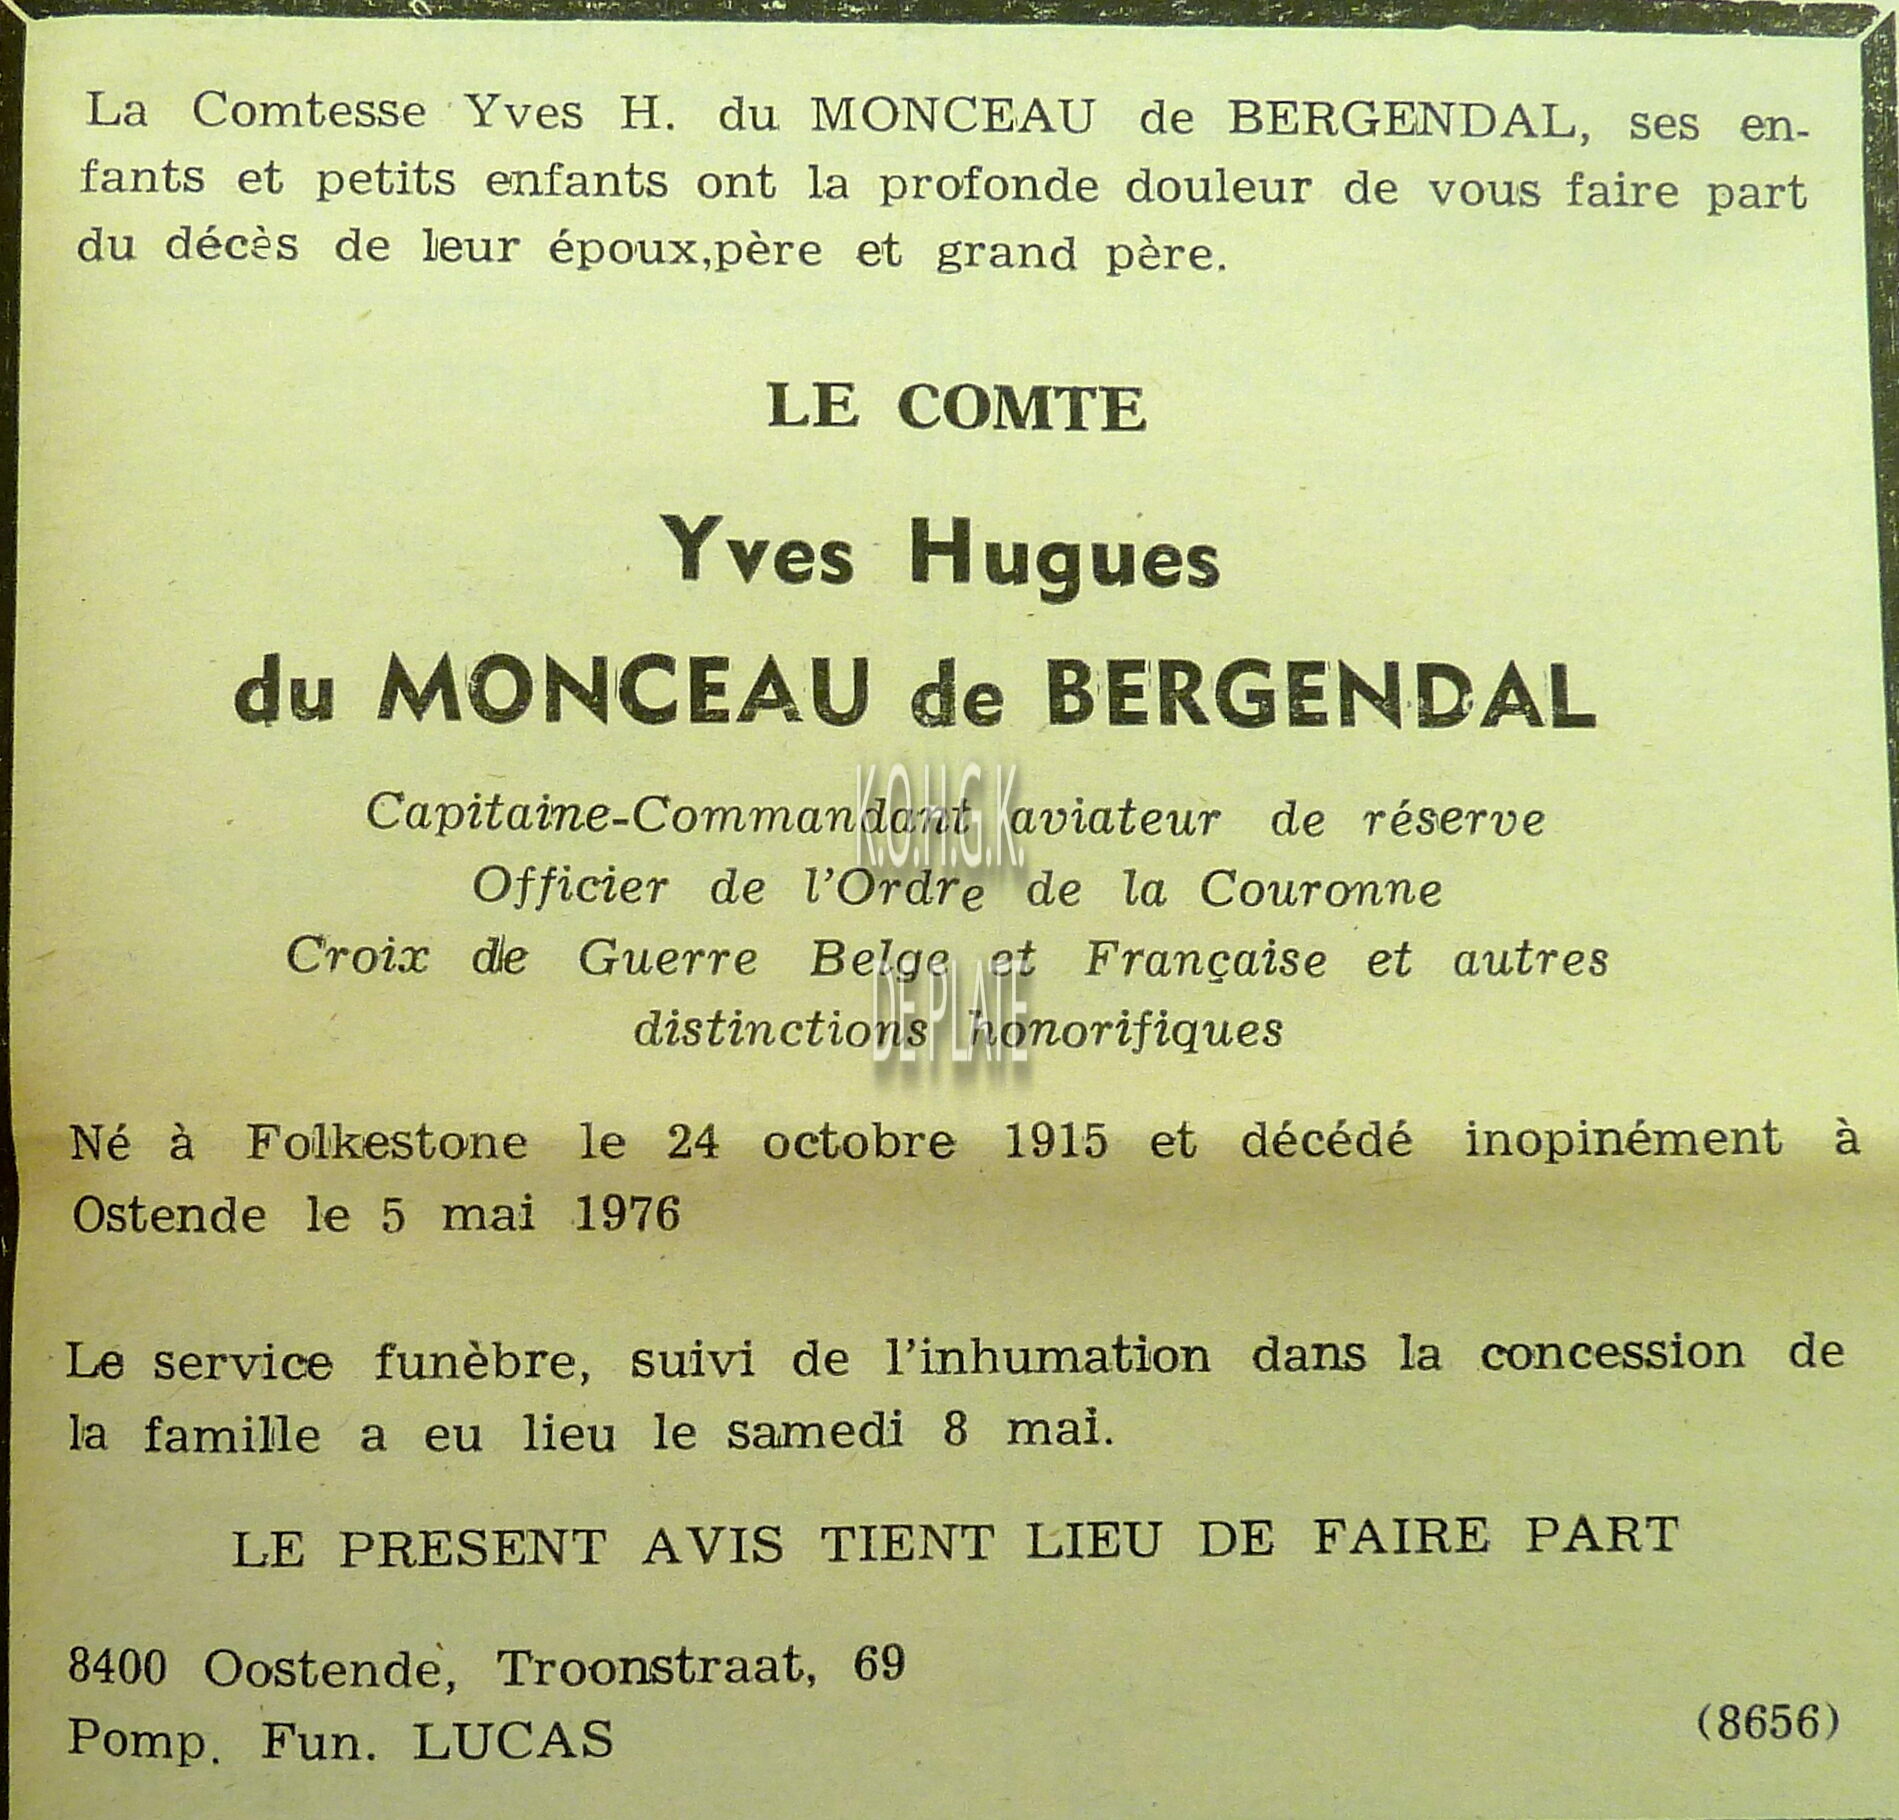 La Comtesse Yves H. du MONCEAU de BERGENDAL, ses en-
fants et petits enfants ont la profonde douleur de vous faire part
du décès de leur époux,père et grand père.
LE COMTE
Yves Hugues
du MONCEAU de BERGENDAL
Capitaine-Commandant aviateur de réserve
Officier de l'Ordre de la Couronne
Croix de Guerre Belge et Française et autres
distinctions honorifiques
K.O.H.G.K.
DE PLATE
Né à Folkestone le 24 octobre 1915 et décédé inopinément à
Ostende le 5 mai 1976
Le service funèbre, suivi de l'inhumation dans la concession de
la famille a eu lieu le samedi 8 mai.
LE PRESENT AVIS TIENT LIEU DE FAIRE PART
8400 Oostende, Troonstraat, 69
Pomp. Fun. LUCAS
(8656)